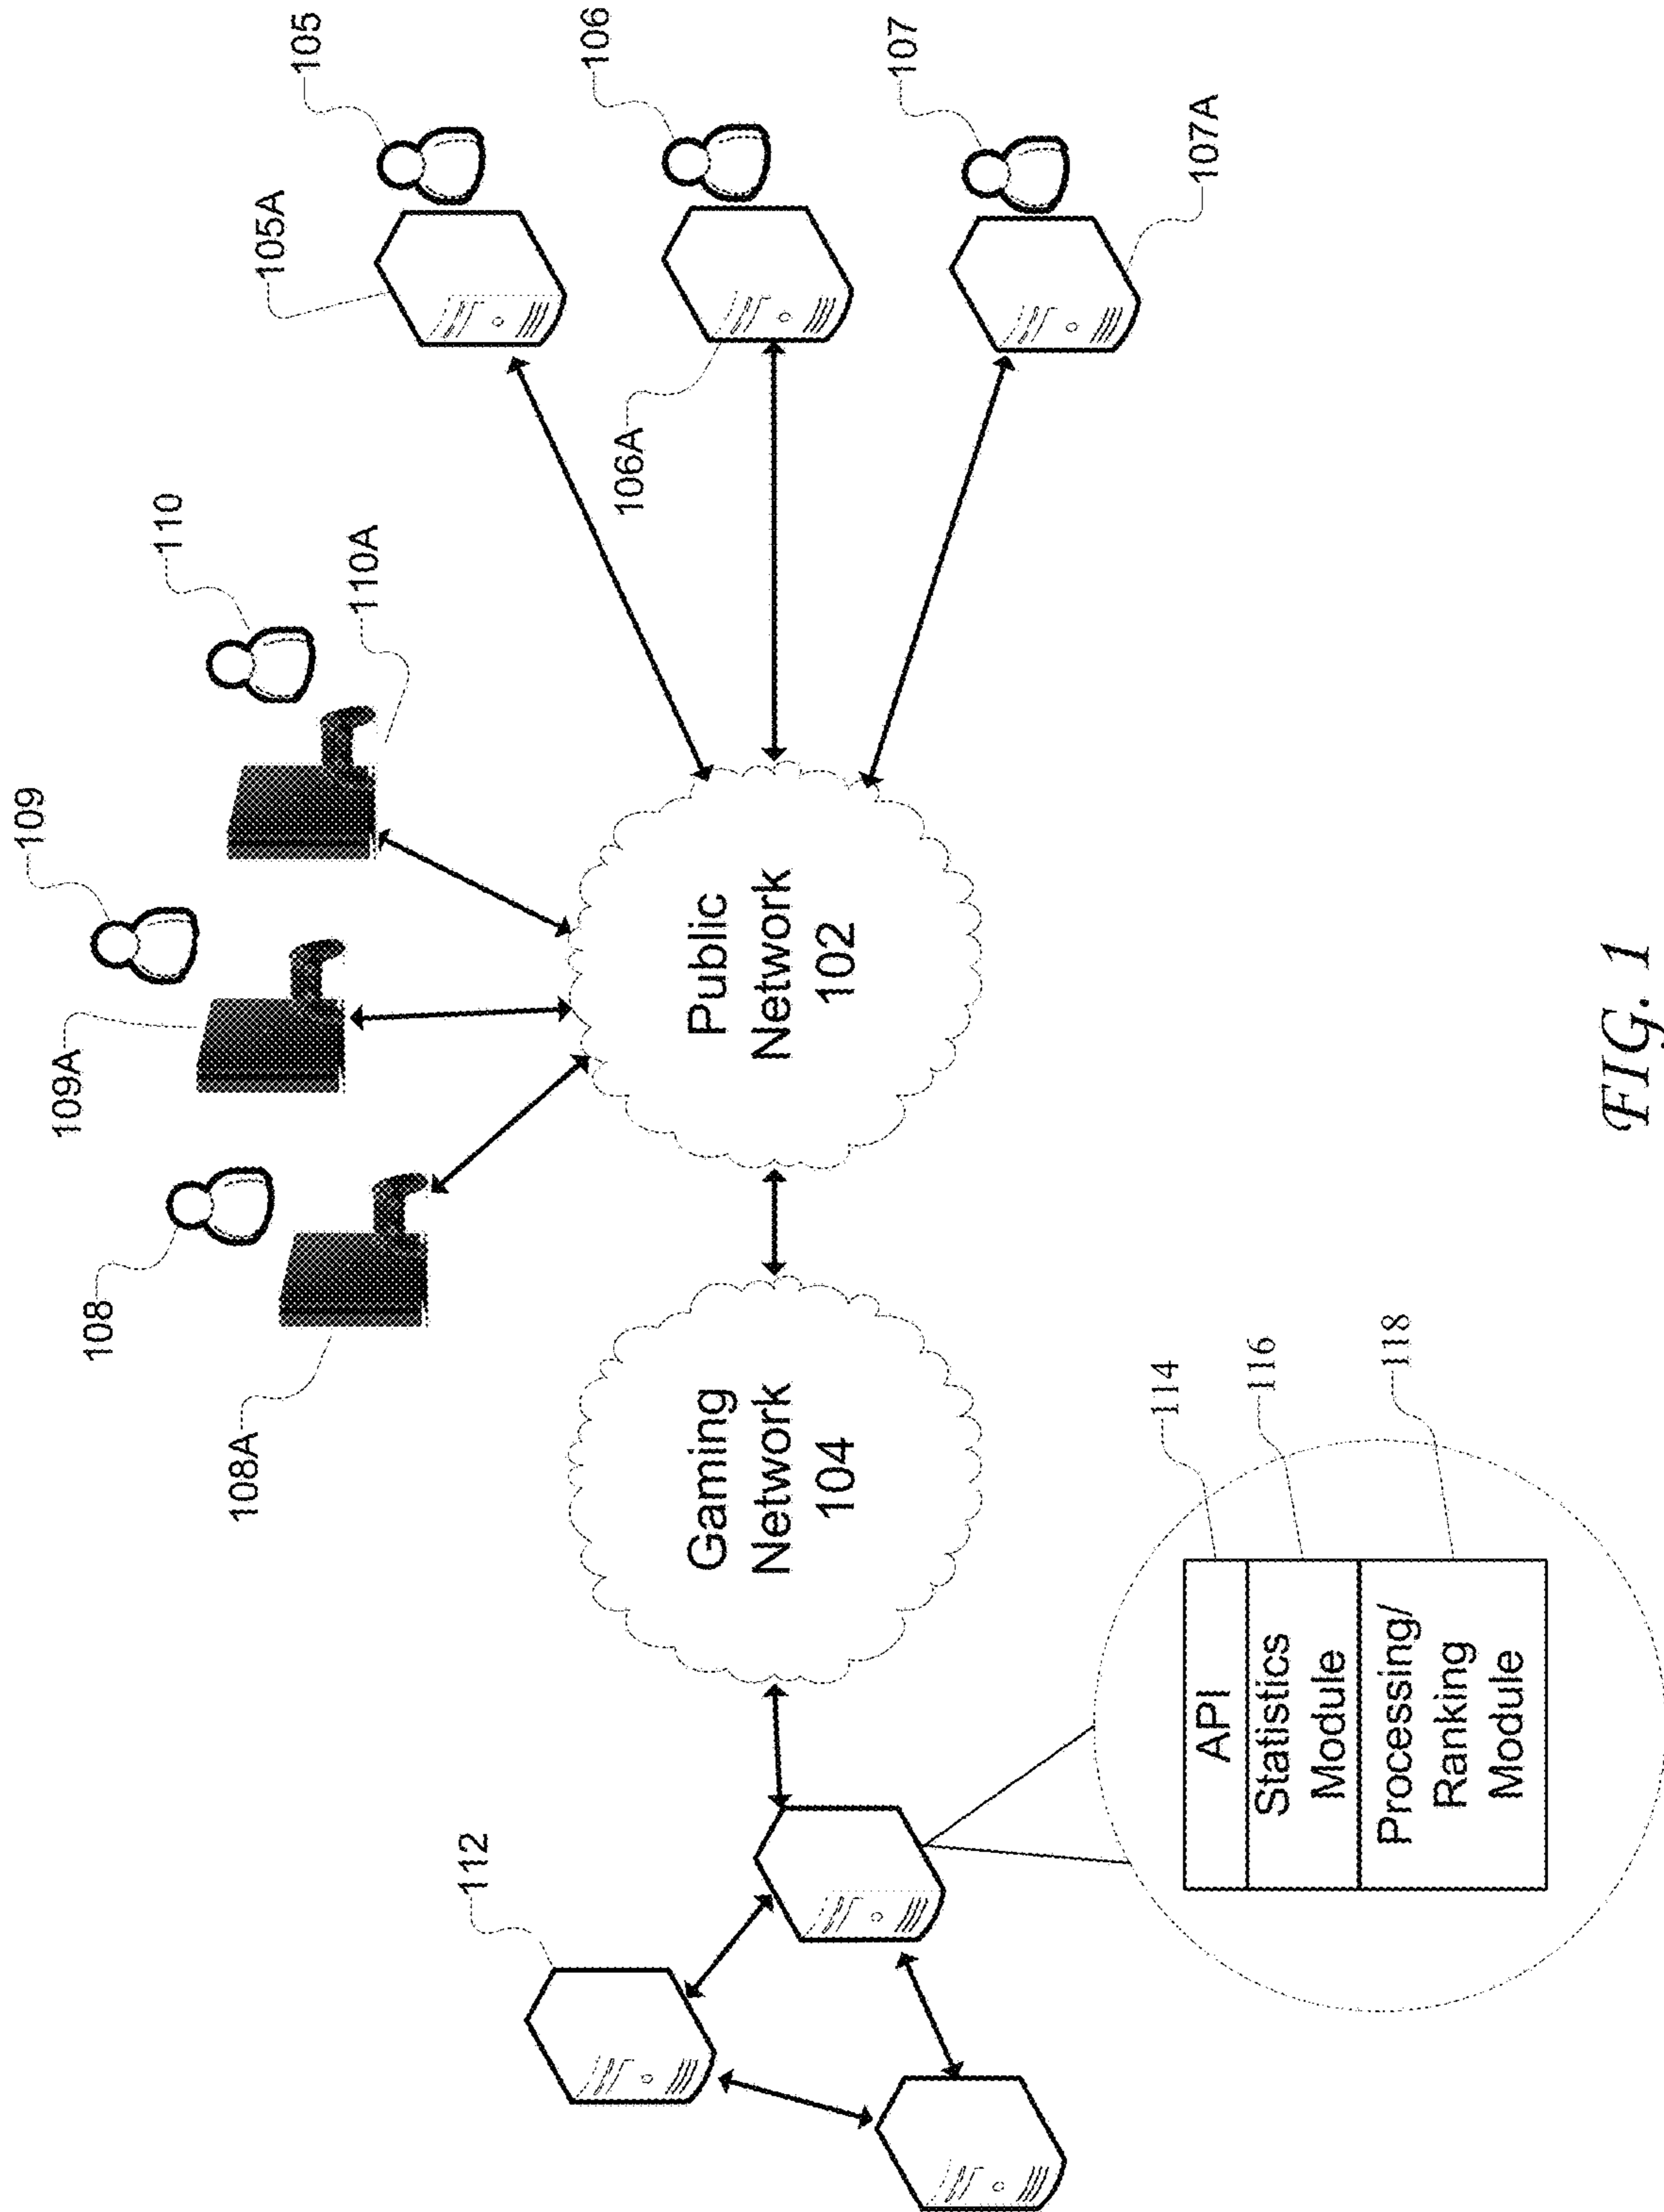 109
110
109A
110A
108
108A
105
105A
106
106A
107
107A
Public
Network
102
Gaming
Network
104
112
114
116
118
API
Statistics
Module
Processing/
Ranking
Module
FIG. 1